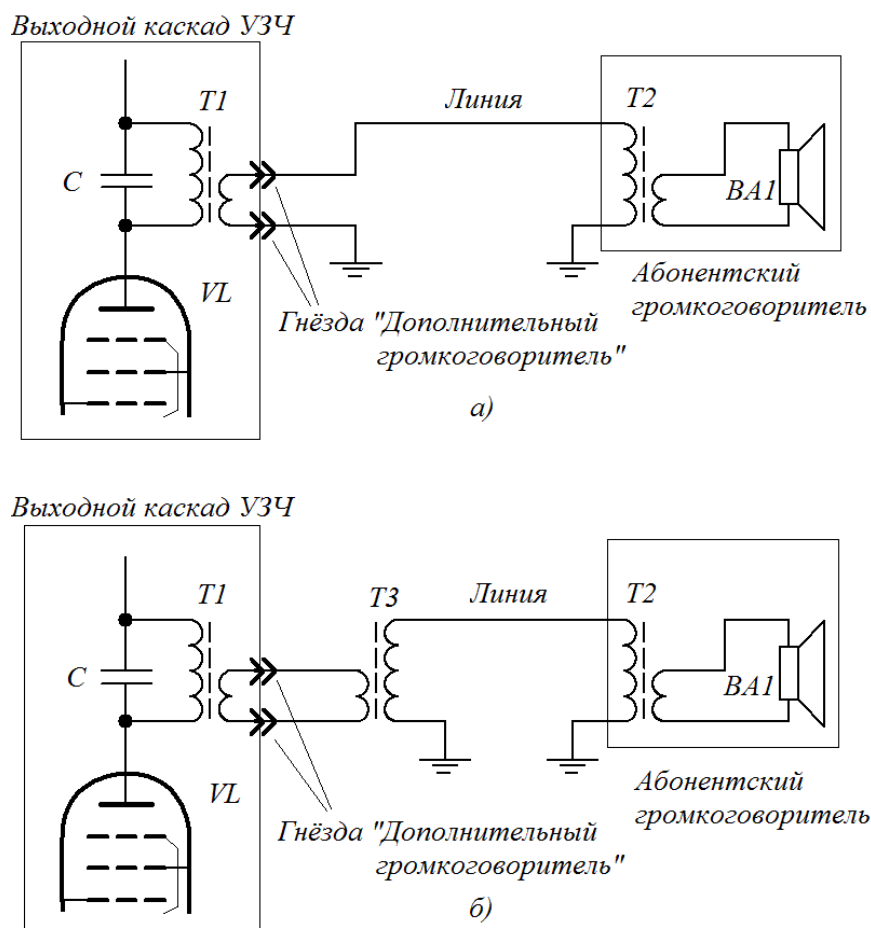 Выходной каскад УЗЧ
T1
Линия
T2
C
BA1
VL
Абонентский
громкоговоритель
Гнёзда "Дополнительный
громкоговоритель"
а)
Выходной каскад УЗЧ
T1
T3
Линия
T2
C
BA1
VL
Абонентский
громкоговоритель
Гнёзда "Дополнительный
громкоговоритель"
б)